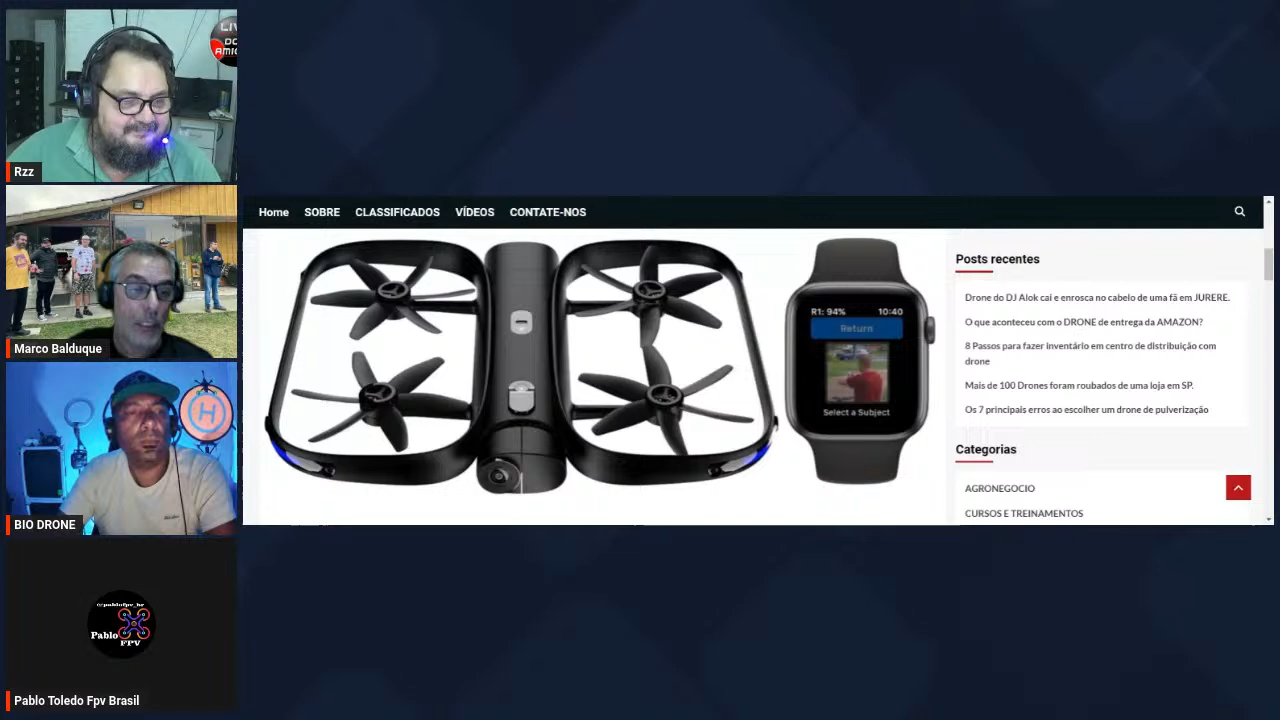 LIV
DO
AMIG
Rzz
Marco Balduque
BIO DRONE
@pablofpv_br
Pablo
FPV
Pablo Toledo Fpv Brasil
Home SOBRE CLASSIFICADOS VÍDEOS CONTATE-NOS
R1: 94% 10:40
Return
Select a Subject
Posts recentes
Drone do DJ Alok cai e enrosca no cabelo de uma fã em JURERE.
O que aconteceu com o DRONE de entrega da AMAZON?
8 Passos para fazer inventário em centro de distribuição com
drone
Mais de 100 Drones foram roubados de uma loja em SP.
Os 7 principais erros ao escolher um drone de pulverização
Categorias
AGRONEGOCIO
CURSOS E TREINAMENTOS